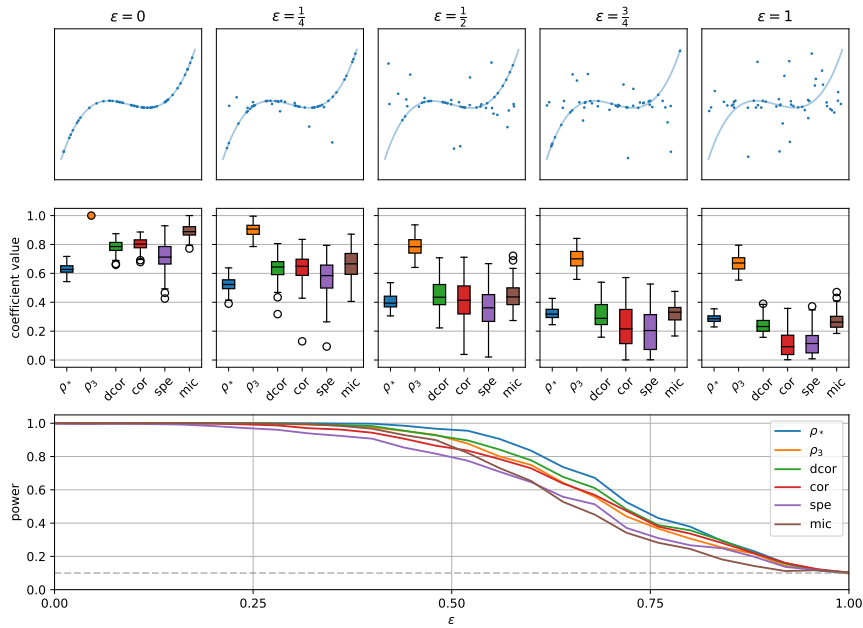 ε = 0
ε = 1/4
ε = 1/2
ε = 3/4
ε = 1
coefficient value
1.0
0.8
0.6
0.4
0.2
0.0
ρ* ρ3 dcor cor spe mic
ρ* ρ3 dcor cor spe mic
ρ* ρ3 dcor cor spe mic
ρ* ρ3 dcor cor spe mic
ρ* ρ3 dcor cor spe mic
power
1.0
0.8
0.6
0.4
0.2
0.0
ρ*
ρ3
dcor
cor
spe
mic
0.00 0.25 0.50 0.75 1.00
ε